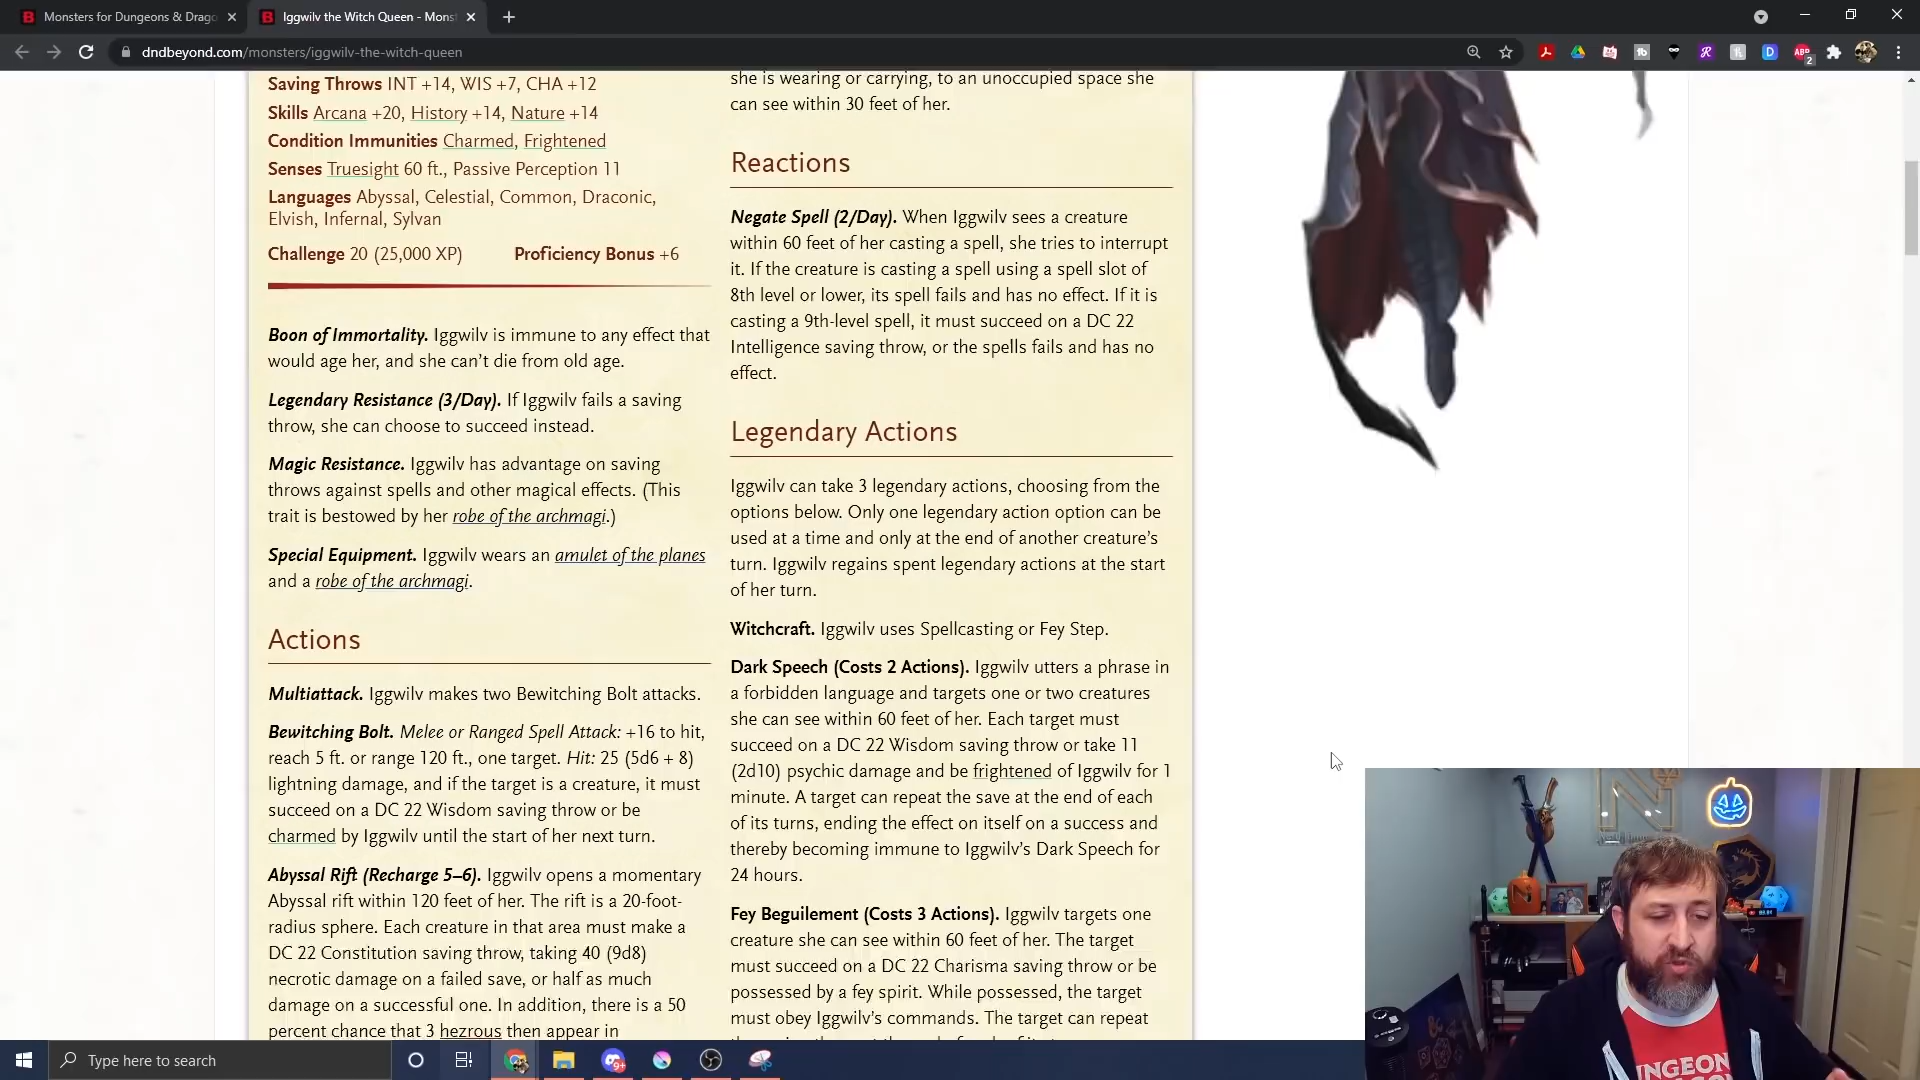 Monsters for Dungeons & Drago
Iggwilv the Witch Queen - Mons
dndbeyond.com/monsters/iggwilv-the-witch-queen
Saving Throws INT +14, WIS +7, CHA +12
Skills Arcana +20, History +14, Nature +14
Condition Immunities Charmed, Frightened
Senses Truesight 60 ft., Passive Perception 11
Languages Abyssal, Celestial, Common, Draconic,
Elvish, Infernal, Sylvan
Challenge 20 (25,000 XP) Proficiency Bonus +6
Boon of Immortality. Iggwilv is immune to any effect that
would age her, and she can't die from old age.
Legendary Resistance (3/Day). If Iggwilv fails a saving
throw, she can choose to succeed instead.
Magic Resistance. Iggwilv has advantage on saving
throws against spells and other magical effects. (This
trait is bestowed by her robe of the archmagi.)
Special Equipment. Iggwilv wears an amulet of the planes
and a robe of the archmagi.
Actions
Multiattack. Iggwilv makes two Bewitching Bolt attacks.
Bewitching Bolt. Melee or Ranged Spell Attack: +16 to hit,
reach 5 ft. or range 120 ft., one target. Hit: 25 (5d6 + 8)
lightning damage, and if the target is a creature, it must
succeed on a DC 22 Wisdom saving throw or be
charmed by Iggwilv until the start of her next turn.
Abyssal Rift (Recharge 5–6). Iggwilv opens a momentary
Abyssal rift within 120 feet of her. The rift is a 20-foot-
radius sphere. Each creature in that area must make a
DC 22 Constitution saving throw, taking 40 (9d8)
necrotic damage on a failed save, or half as much
damage on a successful one. In addition, there is a 50
percent chance that 3 hezrous then appear in
she is wearing or carrying, to an unoccupied space she
can see within 30 feet of her.
Reactions
Negate Spell (2/Day). When Iggwilv sees a creature
within 60 feet of her casting a spell, she tries to interrupt
it. If the creature is casting a spell using a spell slot of
8th level or lower, its spell fails and has no effect. If it is
casting a 9th-level spell, it must succeed on a DC 22
Intelligence saving throw, or the spells fails and has no
effect.
Legendary Actions
Iggwilv can take 3 legendary actions, choosing from the
options below. Only one legendary action option can be
used at a time and only at the end of another creature's
turn. Iggwilv regains spent legendary actions at the start
of her turn.
Witchcraft. Iggwilv uses Spellcasting or Fey Step.
Dark Speech (Costs 2 Actions). Iggwilv utters a phrase in
a forbidden language and targets one or two creatures
she can see within 60 feet of her. Each target must
succeed on a DC 22 Wisdom saving throw or take 11
(2d10) psychic damage and be frightened of Iggwilv for 1
minute. A target can repeat the save at the end of each
of its turns, ending the effect on itself on a success and
thereby becoming immune to Iggwilv's Dark Speech for
24 hours.
Fey Beguilement (Costs 3 Actions). Iggwilv targets one
creature she can see within 60 feet of her. The target
must succeed on a DC 22 Charisma saving throw or be
possessed by a fey spirit. While possessed, the target
must obey Iggwilv's commands. The target can repeat
Type here to search